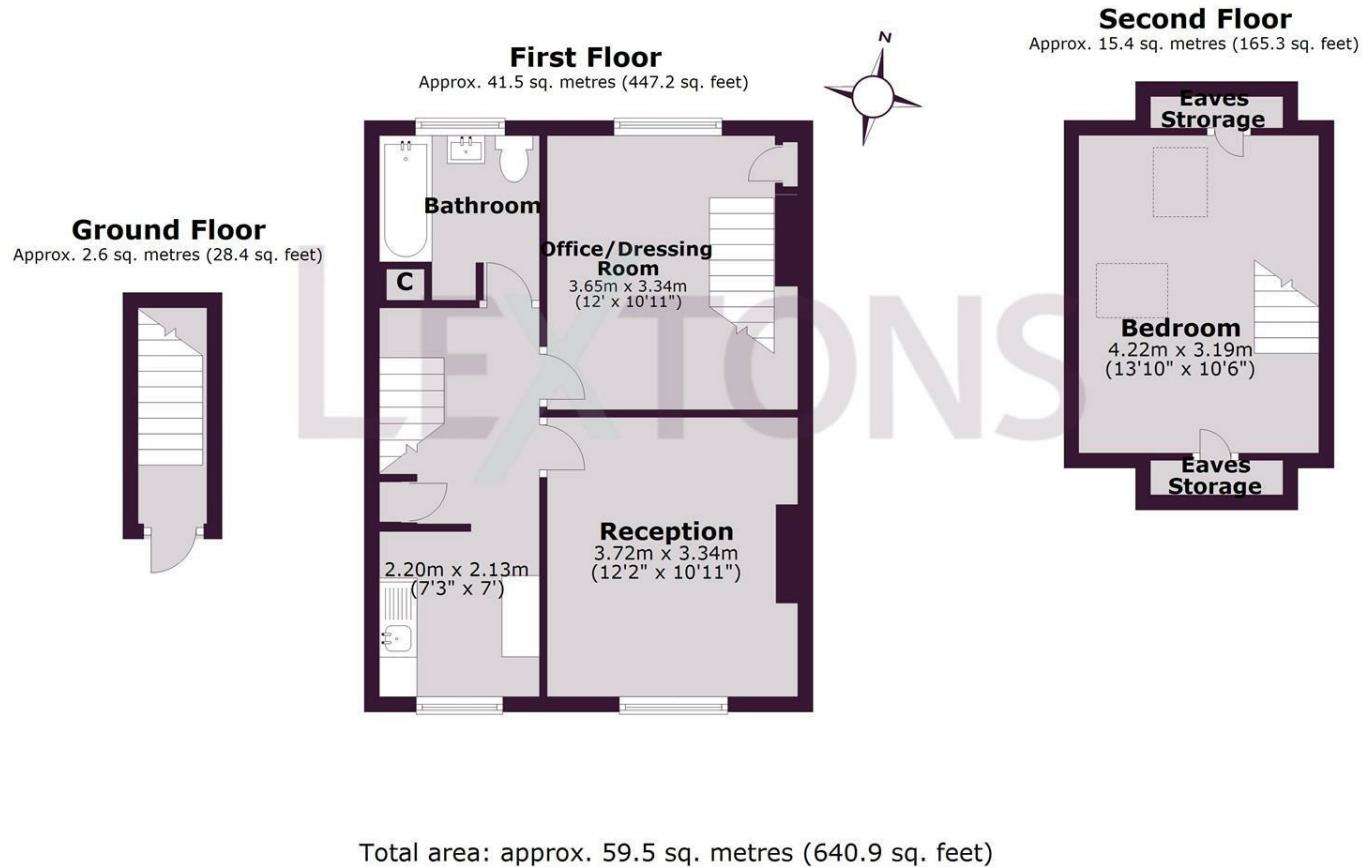 Second Floor
Approx. 15.4 sq. metres (165.3 sq. feet)
N
First Floor
Approx. 41.5 sq. metres (447.2 sq. feet)
Eaves
Strorage
Bathroom
Ground Floor
Approx. 2.6 sq. metres (28.4 sq. feet)
Office/Dressing
Room
3.65m x 3.34m
(12' x 10'11")
C
Bedroom
4.22m x 3.19m
(13'10" x 10'6")
LEXTONS
Eaves
Storage
Reception
3.72m x 3.34m
(12'2" x 10'11")
2.20m x 2.13m
(7'3" x 7')
Total area: approx. 59.5 sq. metres (640.9 sq. feet)